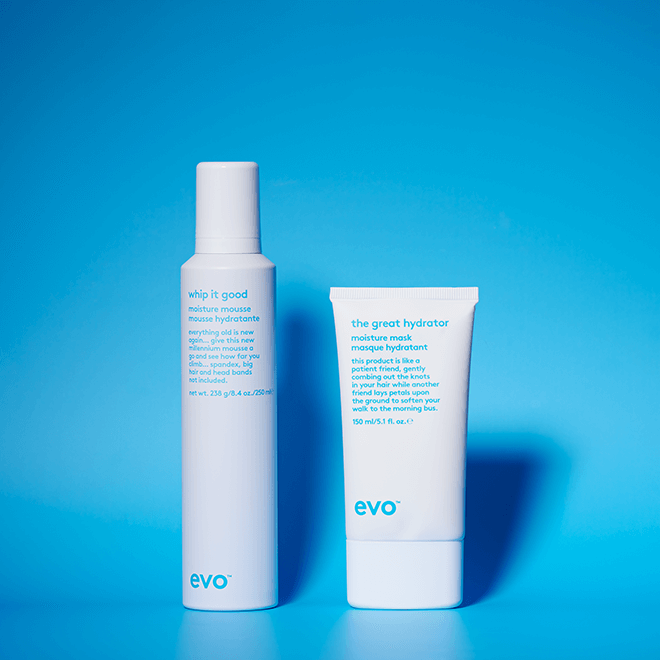 whip it good
moisture mousse
mousse hydratante
everything old is new
again... give this new
millennium mousse a
go and see how far you
climb... spandex, big
hair and head bands
not included.
net wt. 238 g/8.4 oz./250 ml ℮
evo™
the great hydrator
moisture mask
masque hydratant
this product is like a
patient friend, gently
combing out the knots
in your hair while another
friend lays petals upon
the ground to soften your
walk to the morning bus.
150 ml/5.1 fl. oz. ℮
evo™